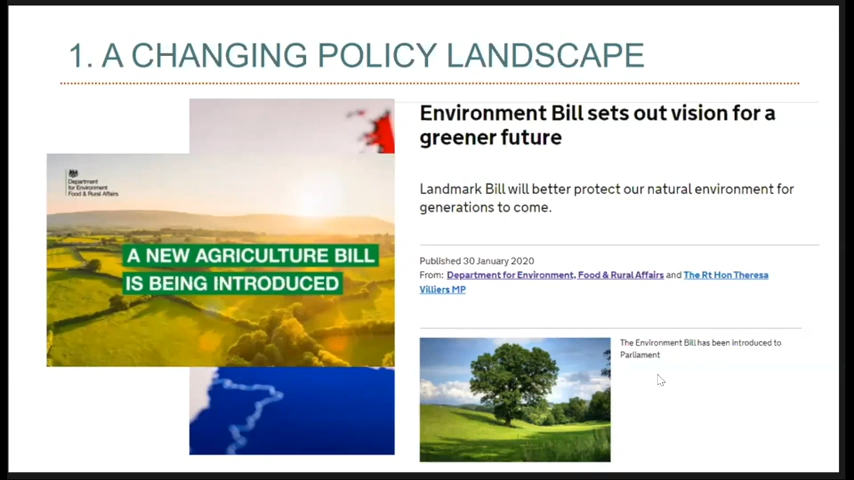 1. A CHANGING POLICY LANDSCAPE
Department
for Environment
Food & Rural Affairs
A NEW AGRICULTURE BILL
IS BEING INTRODUCED
Environment Bill sets out vision for a
greener future
Landmark Bill will better protect our natural environment for
generations to come.
Published 30 January 2020
From: Department for Environment, Food & Rural Affairs and The Rt Hon Theresa
Villiers MP
The Environment Bill has been introduced to
Parliament